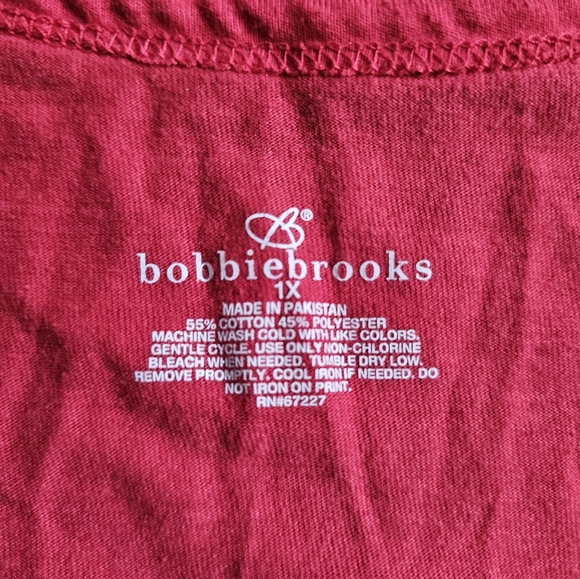 B®
bobbiebrooks
1X
MADE IN PAKISTAN
55% COTTON 45% POLYESTER
MACHINE WASH COLD WITH LIKE COLORS.
GENTLE CYCLE. USE ONLY NON-CHLORINE
BLEACH WHEN NEEDED. TUMBLE DRY LOW.
REMOVE PROMPTLY. COOL IRON IF NEEDED. DO
NOT IRON ON PRINT.
RN#67227